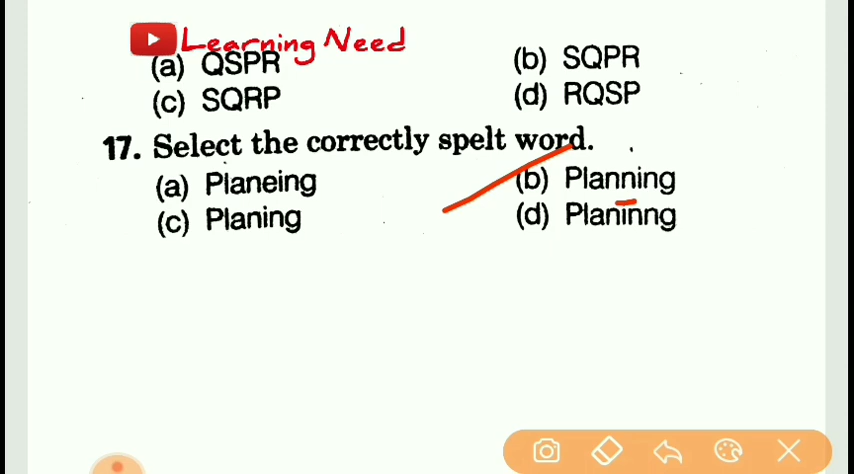 Learning Need
(a) QSPR (b) SQPR
(c) SQRP (d) RQSP
17. Select the correctly spelt word.
(a) Planeing (b) Planning
(c) Planing (d) Planinng